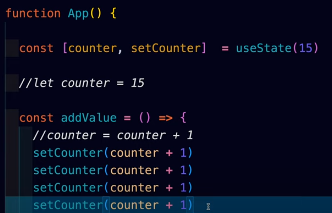 function App() {
const [counter, setCounter] = useState(15)
//let counter = 15
const addValue = () => {
//counter = counter + 1
setCounter(counter + 1)
setCounter(counter + 1)
setCounter(counter + 1)
setCounter(counter + 1)